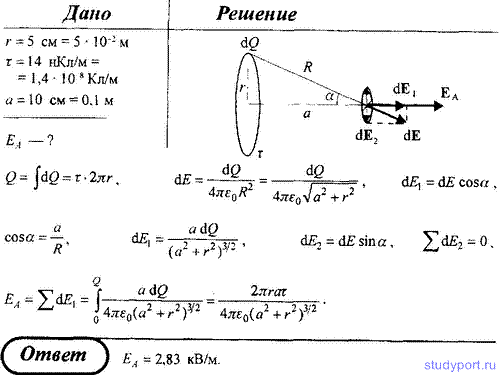 Дано Решение
r = 5 см = 5 · 10⁻² м
τ = 14 нКл/м =
= 1,4 · 10⁻⁸ Кл/м
a = 10 см = 0.1 м
E_A — ?
dQ
R
r
α
a
τ
dE₁
E_A
dE₂
dE
Q = ∫dQ = τ · 2πr, dE = dQ/(4πε₀R²) = dQ/(4πε₀√(a² + r²)), dE₁ = dE cosα,
cosα = a/R, dE₁ = a dQ/(a² + r²)^(3/2), dE₂ = dE sinα, ∑dE₂ = 0.
E_A = ∑dE₁ = ∫₀^Q a dQ/(4πε₀(a² + r²)^(3/2)) = 2πraτ/(4πε₀(a² + r²)^(3/2)).
Ответ E_A = 2,83 кВ/м.
studyport.ru